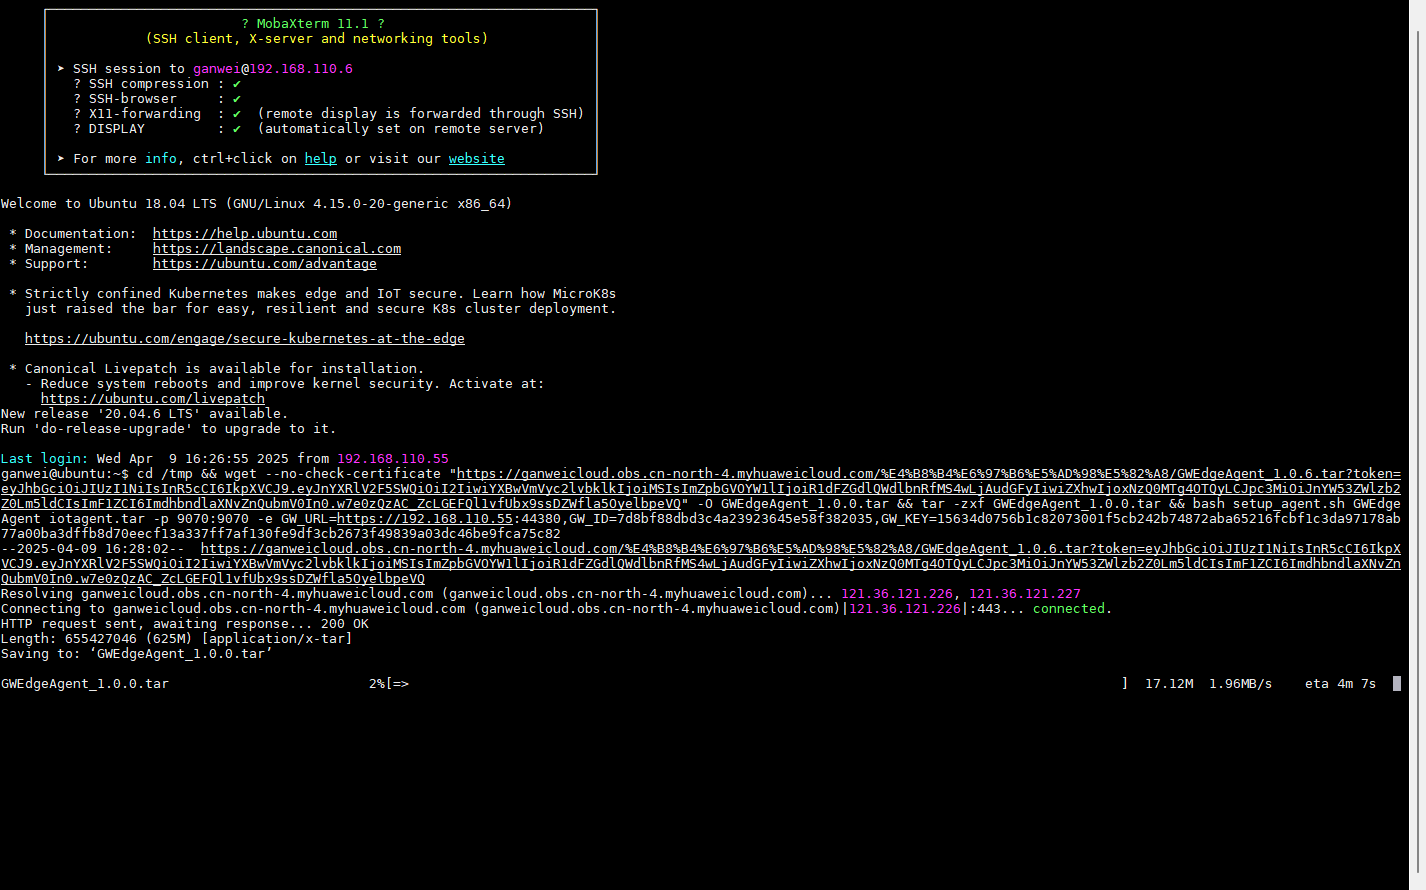 ? MobaXterm 11.1 ?
(SSH client, X-server and networking tools)
➤ SSH session to ganwei@192.168.110.6
? SSH compression : ✔
? SSH-browser     : ✔
? X11-forwarding  : ✔  (remote display is forwarded through SSH)
? DISPLAY         : ✔  (automatically set on remote server)
➤ For more info, ctrl+click on help or visit our website
Welcome to Ubuntu 18.04 LTS (GNU/Linux 4.15.0-20-generic x86_64)
* Documentation:  https://help.ubuntu.com
* Management:     https://landscape.canonical.com
* Support:        https://ubuntu.com/advantage
* Strictly confined Kubernetes makes edge and IoT secure. Learn how MicroK8s
just raised the bar for easy, resilient and secure K8s cluster deployment.
https://ubuntu.com/engage/secure-kubernetes-at-the-edge
* Canonical Livepatch is available for installation.
- Reduce system reboots and improve kernel security. Activate at:
https://ubuntu.com/livepatch
New release '20.04.6 LTS' available.
Run 'do-release-upgrade' to upgrade to it.
Last login: Wed Apr  9 16:26:55 2025 from 192.168.110.55
ganwei@ubuntu:~$ cd /tmp && wget --no-check-certificate "https://ganweicloud.obs.cn-north-4.myhuaweicloud.com/%E4%B8%B4%E6%97%B6%E5%AD%98%E5%82%A8/GWEdgeAgent_1.0.6.tar?token=
eyJhbGciOiJIUzI1NiIsInR5cCI6IkpXVCJ9.eyJnYXRlV2F5SWQiOiI2IiwiYXBwVmVyc2lvbklkIjoiMSIsImZpbGVOYW1lIjoiR1dFZGdlQWdlbnRfMS4wLjAudGFyIiwiZXhwIjoxNzQ0MTg4OTQyLCJpc3MiOiJnYW53ZWlzb2
Z0Lm5ldCIsImF1ZCI6ImdhbndlaXNvZnQubmV0In0.w7e0zQzAC_ZcLGEFQl1vfUbx9ssDZWfla5OyelbpeVQ" -O GWEdgeAgent_1.0.0.tar && tar -zxf GWEdgeAgent_1.0.0.tar && bash setup_agent.sh GWEdge
Agent iotagent.tar -p 9070:9070 -e GW_URL=https://192.168.110.55:44380,GW_ID=7d8bf88dbd3c4a23923645e58f382035,GW_KEY=15634d0756b1c82073001f5cb242b74872aba65216fcbf1c3da97178ab
77a00ba3dffb8d70eecf13a337ff7af130fe9df3cb2673f49839a03dc46be9fca75c82
--2025-04-09 16:28:02--  https://ganweicloud.obs.cn-north-4.myhuaweicloud.com/%E4%B8%B4%E6%97%B6%E5%AD%98%E5%82%A8/GWEdgeAgent_1.0.6.tar?token=eyJhbGciOiJIUzI1NiIsInR5cCI6IkpX
VCJ9.eyJnYXRlV2F5SWQiOiI2IiwiYXBwVmVyc2lvbklkIjoiMSIsImZpbGVOYW1lIjoiR1dFZGdlQWdlbnRfMS4wLjAudGFyIiwiZXhwIjoxNzQ0MTg4OTQyLCJpc3MiOiJnYW53ZWlzb2Z0Lm5ldCIsImF1ZCI6ImdhbndlaXNvZn
QubmV0In0.w7e0zQzAC_ZcLGEFQl1vfUbx9ssDZWfla5OyelbpeVQ
Resolving ganweicloud.obs.cn-north-4.myhuaweicloud.com (ganweicloud.obs.cn-north-4.myhuaweicloud.com)... 121.36.121.226, 121.36.121.227
Connecting to ganweicloud.obs.cn-north-4.myhuaweicloud.com (ganweicloud.obs.cn-north-4.myhuaweicloud.com)|121.36.121.226|:443... connected.
HTTP request sent, awaiting response... 200 OK
Length: 655427046 (625M) [application/x-tar]
Saving to: ‘GWEdgeAgent_1.0.0.tar’
GWEdgeAgent_1.0.0.tar                         2%[=>                                                                                         ]  17.12M  1.96MB/s    eta 4m 7s